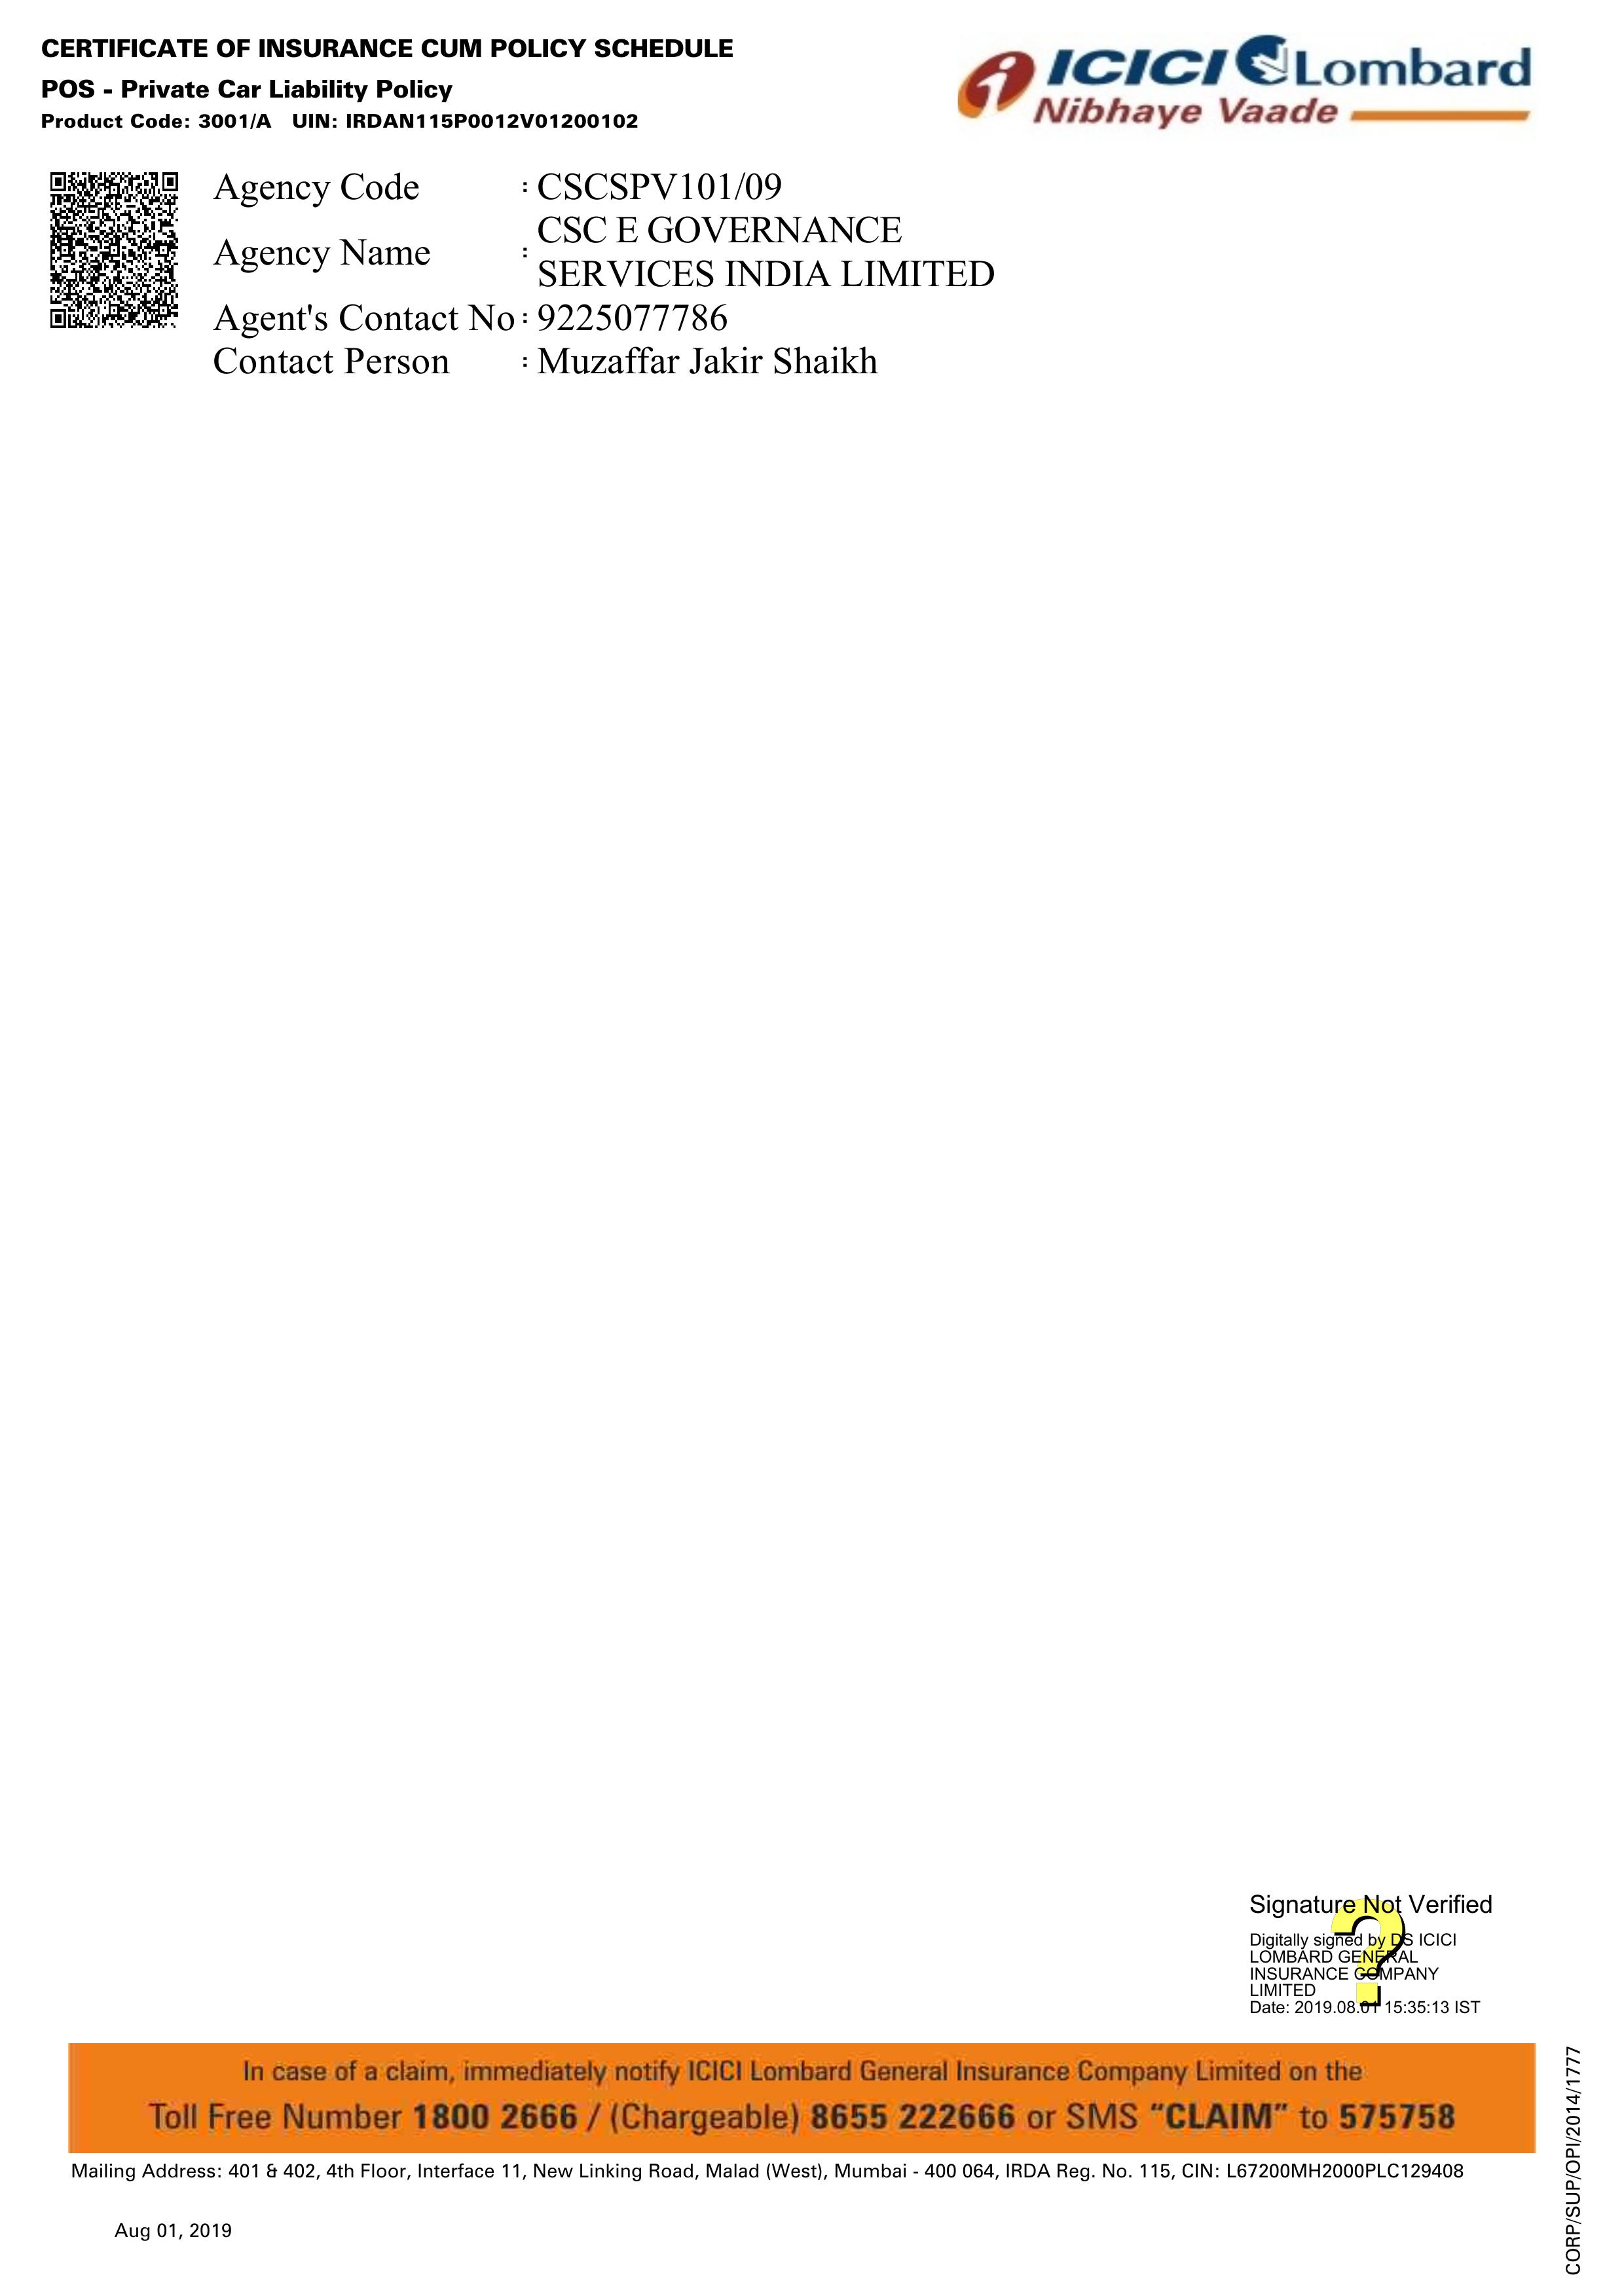 CERTIFICATE OF INSURANCE CUM POLICY SCHEDULE
POS - Private Car Liability Policy
Product Code: 3001/A UIN: IRDAN115P0012V01200102
ICICI Lombard
Nibhaye Vaade
Agency Code : CSCSPV101/09
Agency Name : CSC E GOVERNANCE
SERVICES INDIA LIMITED
Agent's Contact No : 9225077786
Contact Person : Muzaffar Jakir Shaikh
Signature Not Verified
Digitally signed by DS ICICI
LOMBARD GENERAL
INSURANCE COMPANY
LIMITED
Date: 2019.08.01 15:35:13 IST
In case of a claim, immediately notify ICICI Lombard General Insurance Company Limited on the
Toll Free Number 1800 2666 / (Chargeable) 8655 222666 or SMS “CLAIM” to 575758
Mailing Address: 401 & 402, 4th Floor, Interface 11, New Linking Road, Malad (West), Mumbai - 400 064, IRDA Reg. No. 115, CIN: L67200MH2000PLC129408
Aug 01, 2019
CORP/SUP/OPI/2014/1777